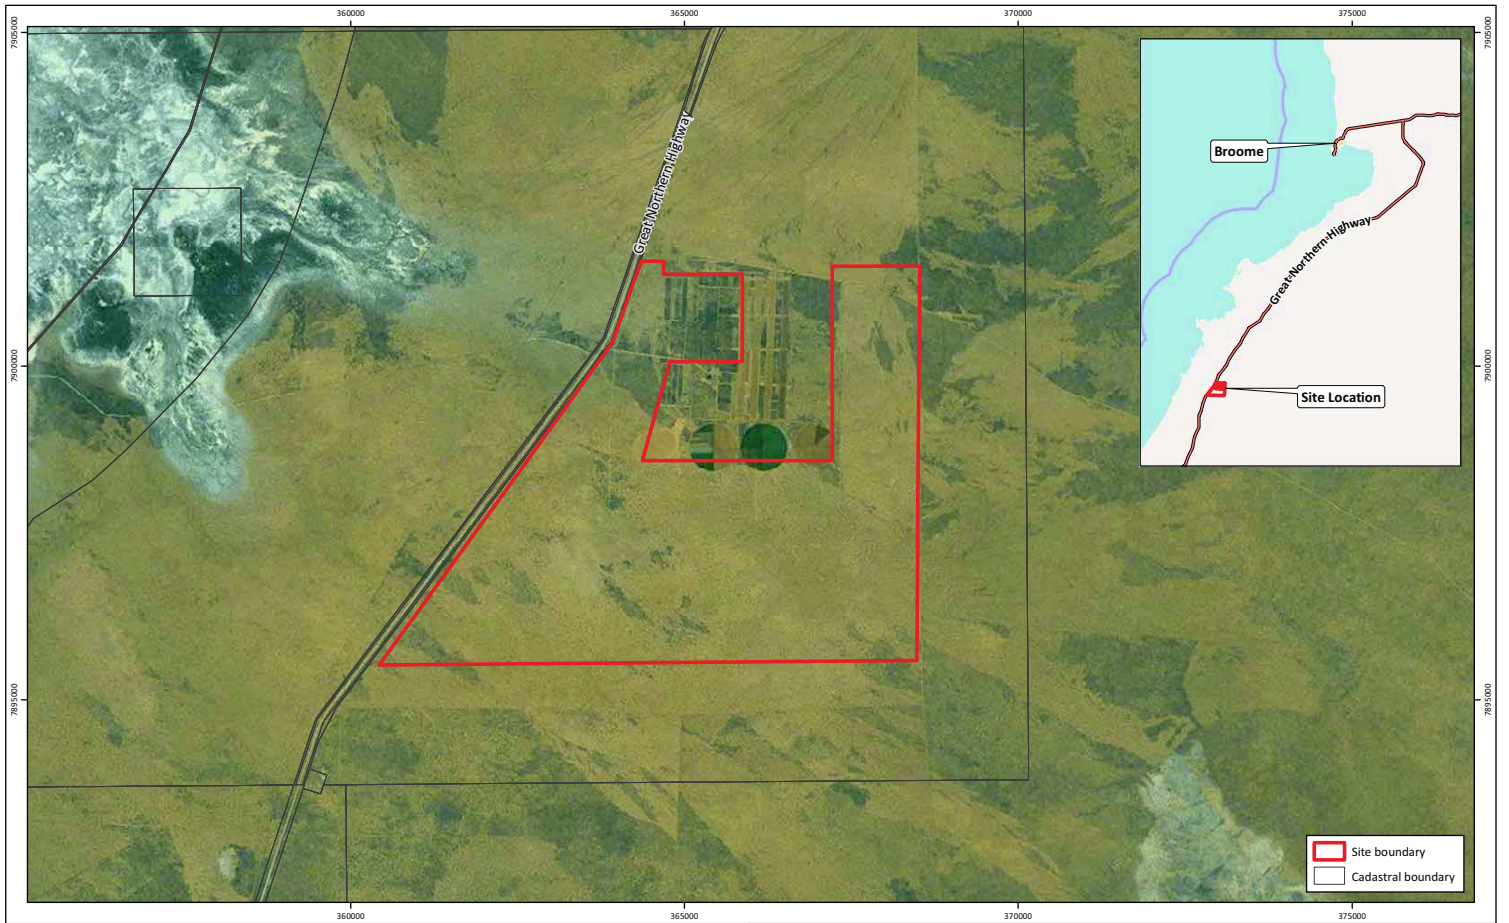 360000
365000
370000
375000
7905000
7905000
Great Northern Highway
Broome
Great Northern Highway
Site Location
7900000
7900000
7895000
7895000
Site boundary
Cadastral boundary
360000
365000
370000
375000